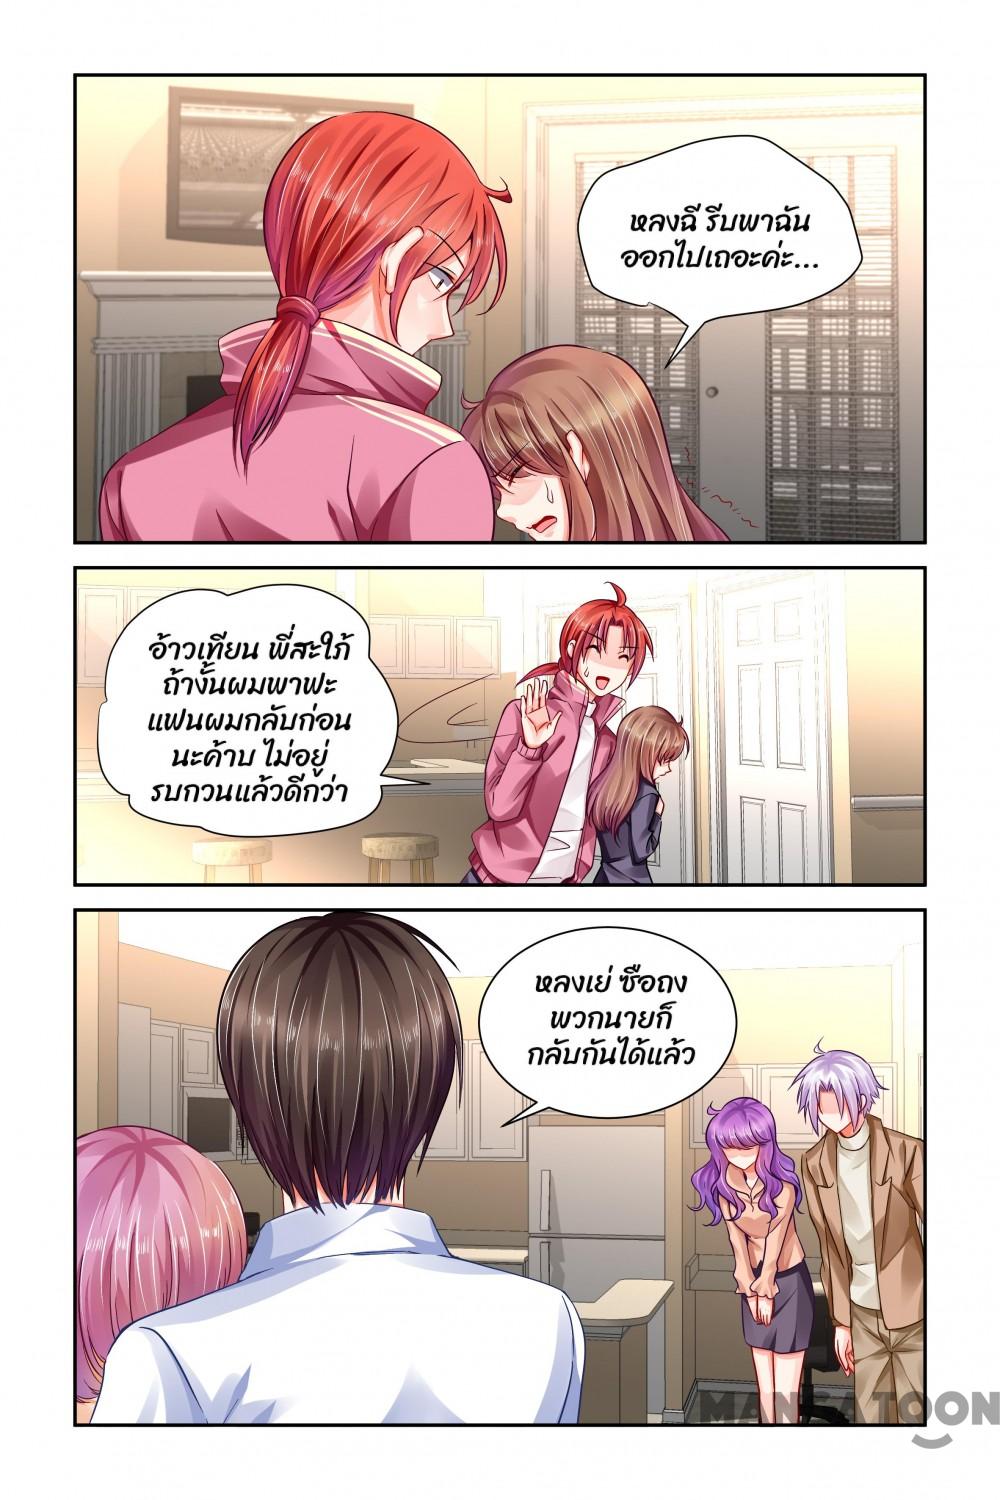 หลงฉี รีบพาฉัน
ออกไปเถอะค่ะ...
อ้าวเทียน พี่สะใภ้
ถ้างั้นผมพาฟะ
แฟนผมกลับก่อน
นะค้าบ ไม่อยู่
รบกวนแล้วดีกว่า
หลงเย่ ซือถง
พวกนายก็
กลับกันได้แล้ว
MANGATOON